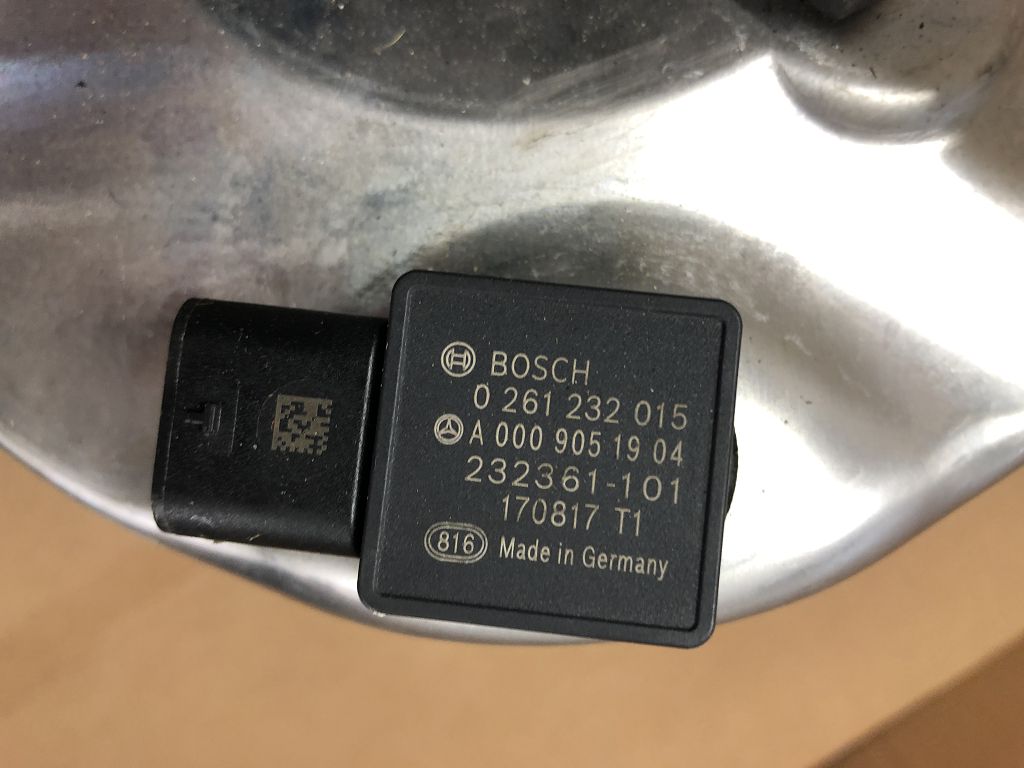 BOSCH
0 261 232 015
A 000 905 19 04
232361-101
170817 T1
816 Made in Germany